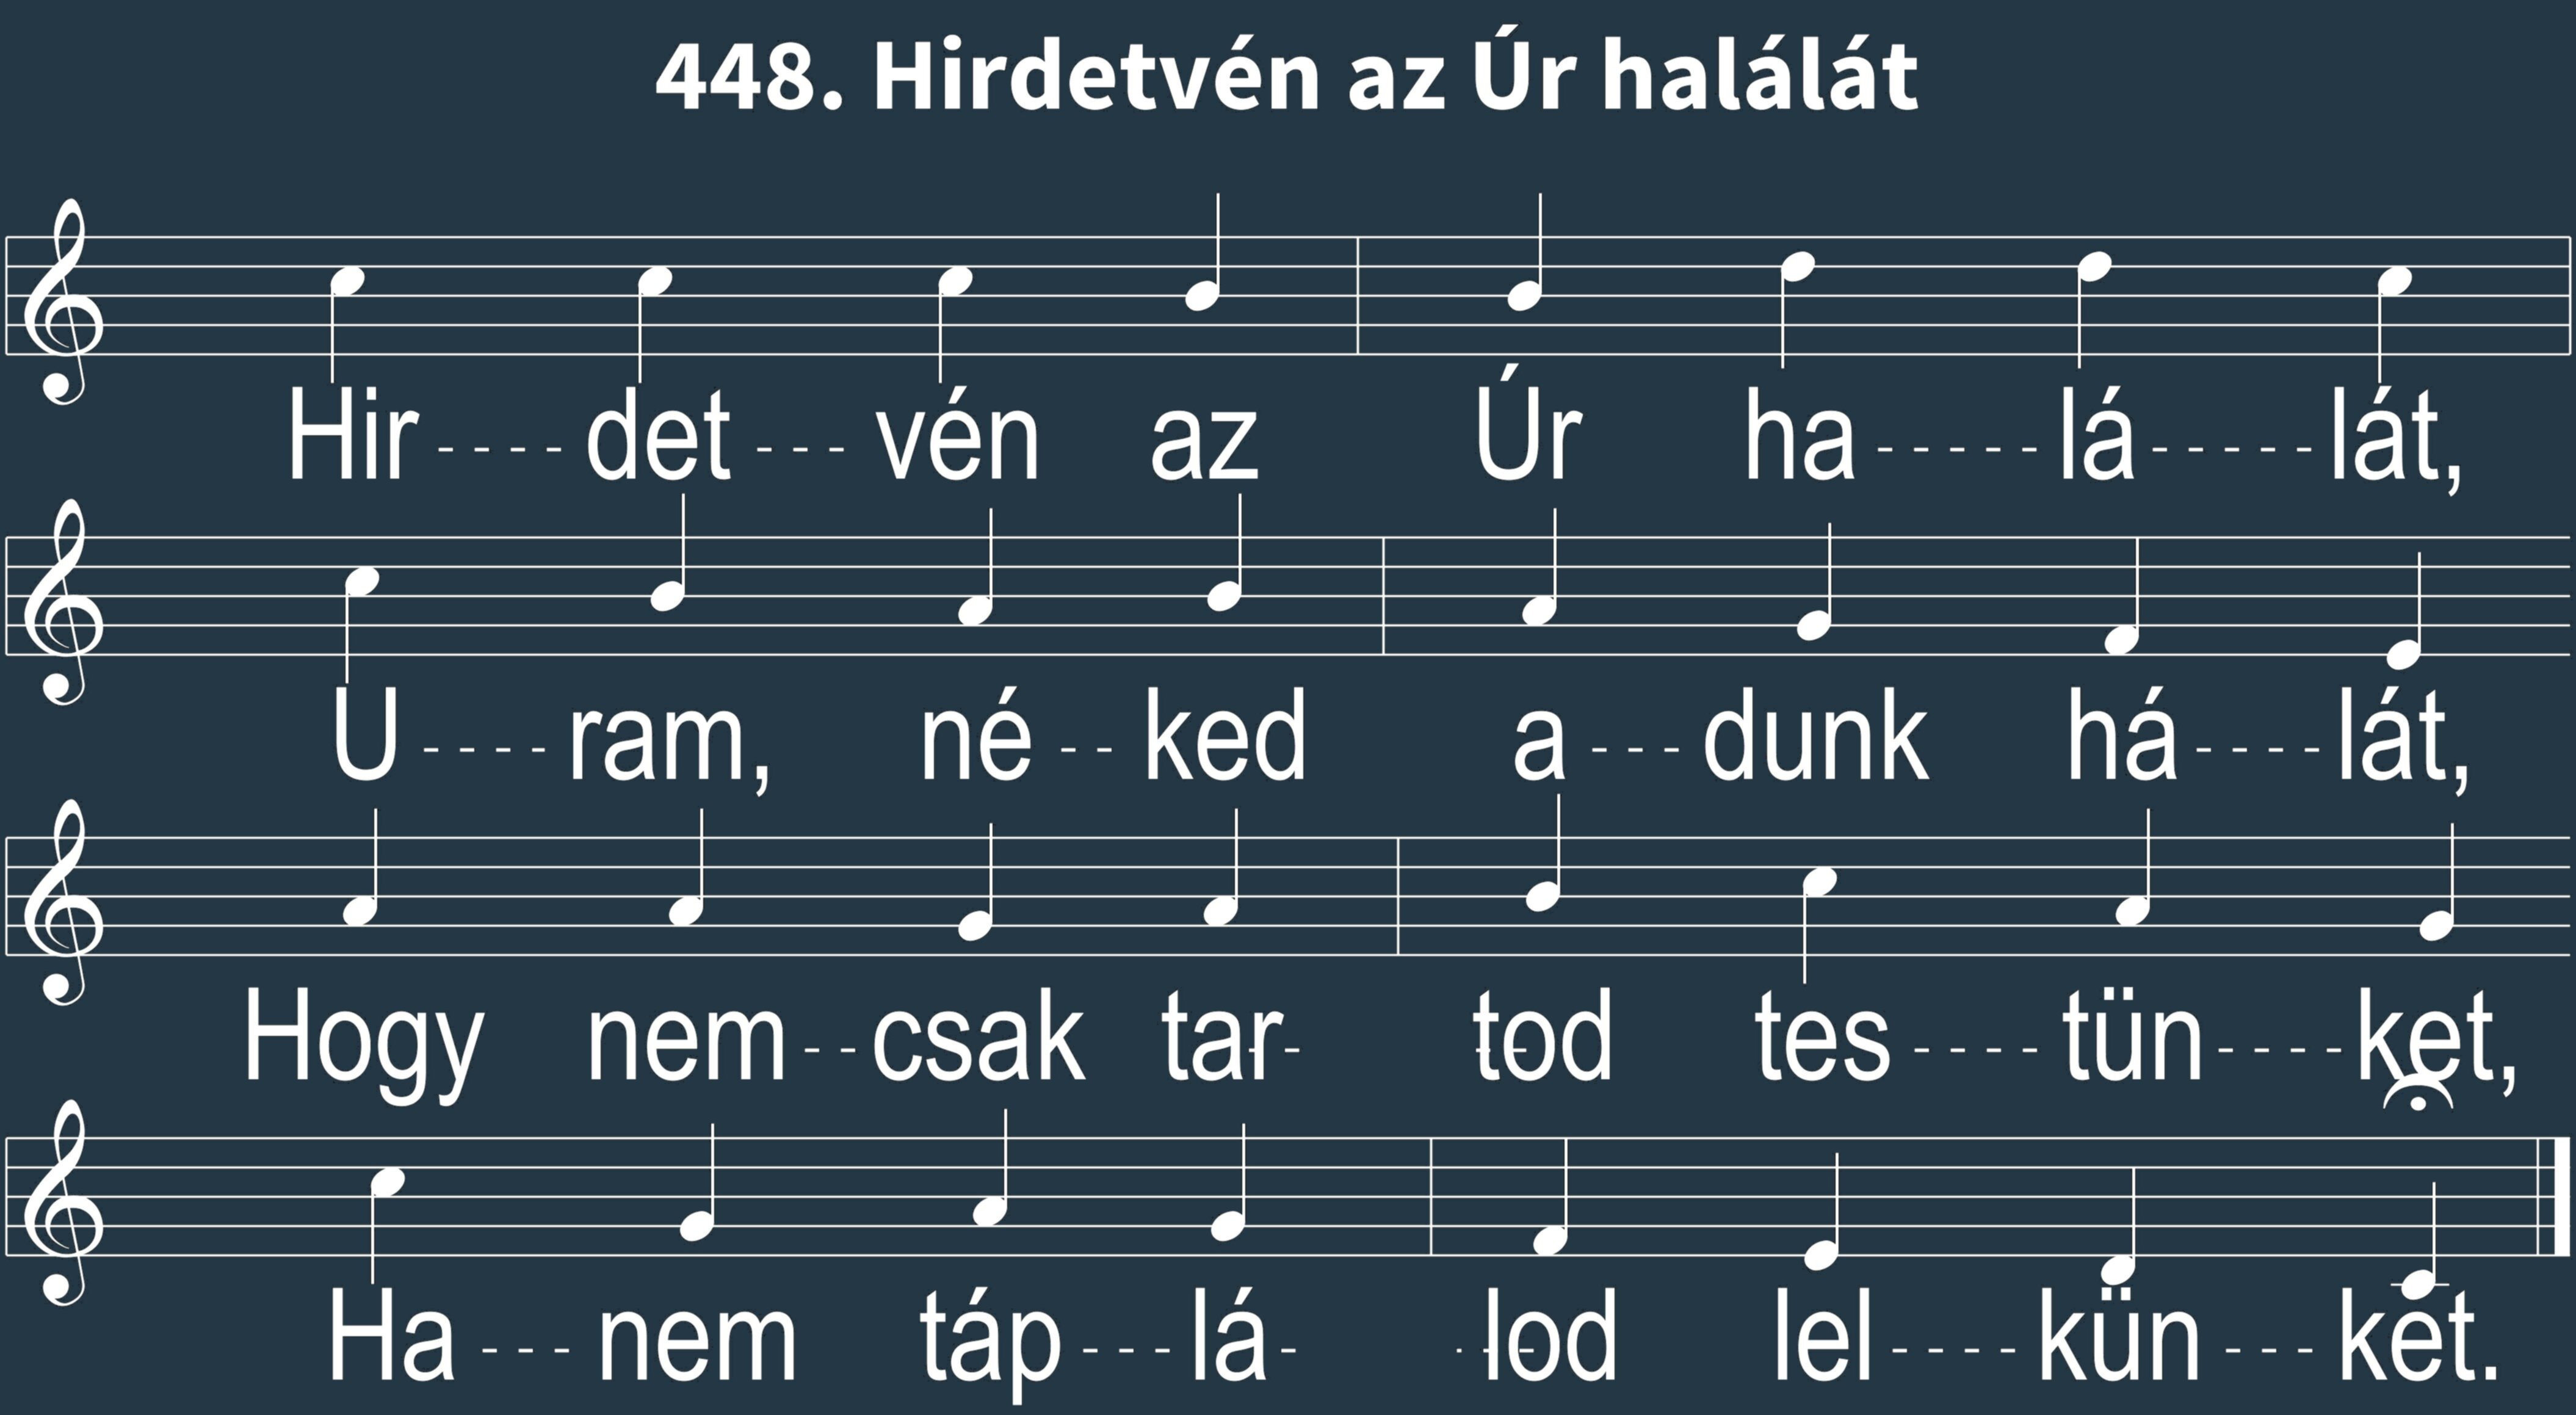 448. Hirdetvén az Úr halálát
Hir----det---vén az Úr ha-----lá-----lát,
U----ram, né--ked a---dunk há----lát,
Hogy nem--csak tar- tod tes----tün----ket,
Ha---nem táp---lá- lod lel----kün---ket.